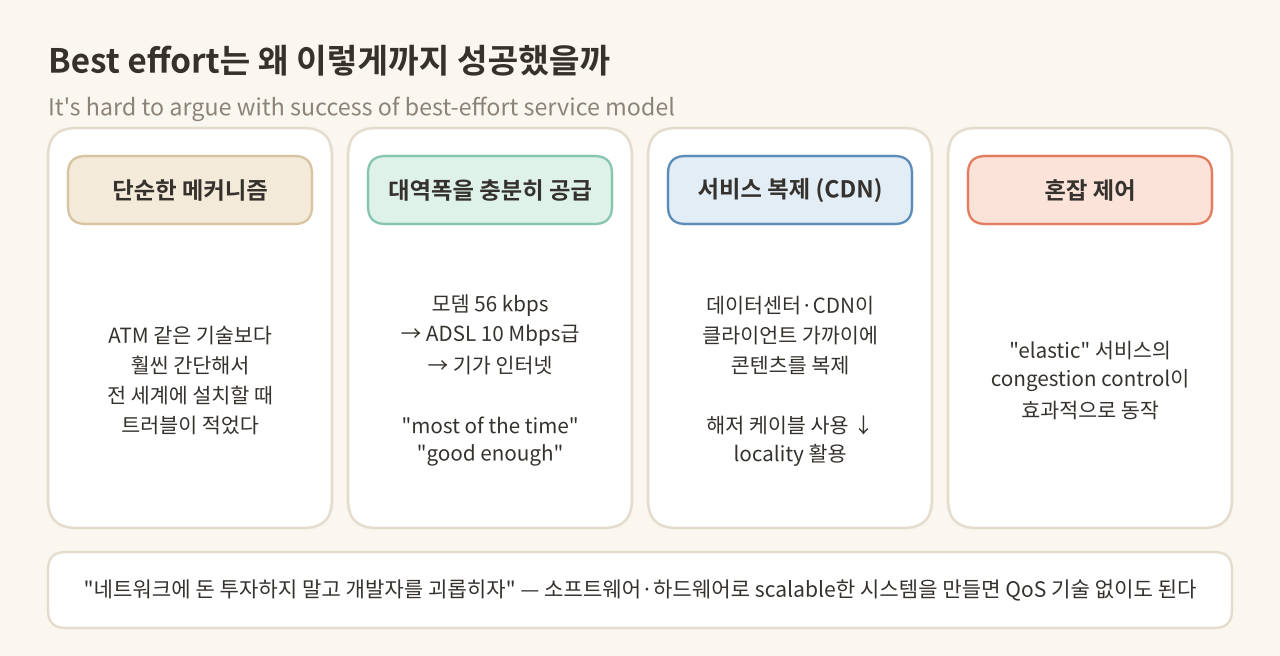 Best effort는 왜 이렇게까지 성공했을까
It's hard to argue with success of best-effort service model
단순한 메커니즘
ATM 같은 기술보다
훨씬 간단해서
전 세계에 설치할 때
트러블이 적었다
대역폭을 충분히 공급
모뎀 56 kbps
→ ADSL 10 Mbps급
→ 기가 인터넷
"most of the time"
"good enough"
서비스 복제 (CDN)
데이터센터·CDN이
클라이언트 가까이에
콘텐츠를 복제
해저 케이블 사용 ↓
locality 활용
혼잡 제어
"elastic" 서비스의
congestion control이
효과적으로 동작
"네트워크에 돈 투자하지 말고 개발자를 괴롭히자" — 소프트웨어·하드웨어로 scalable한 시스템을 만들면 QoS 기술 없이도 된다